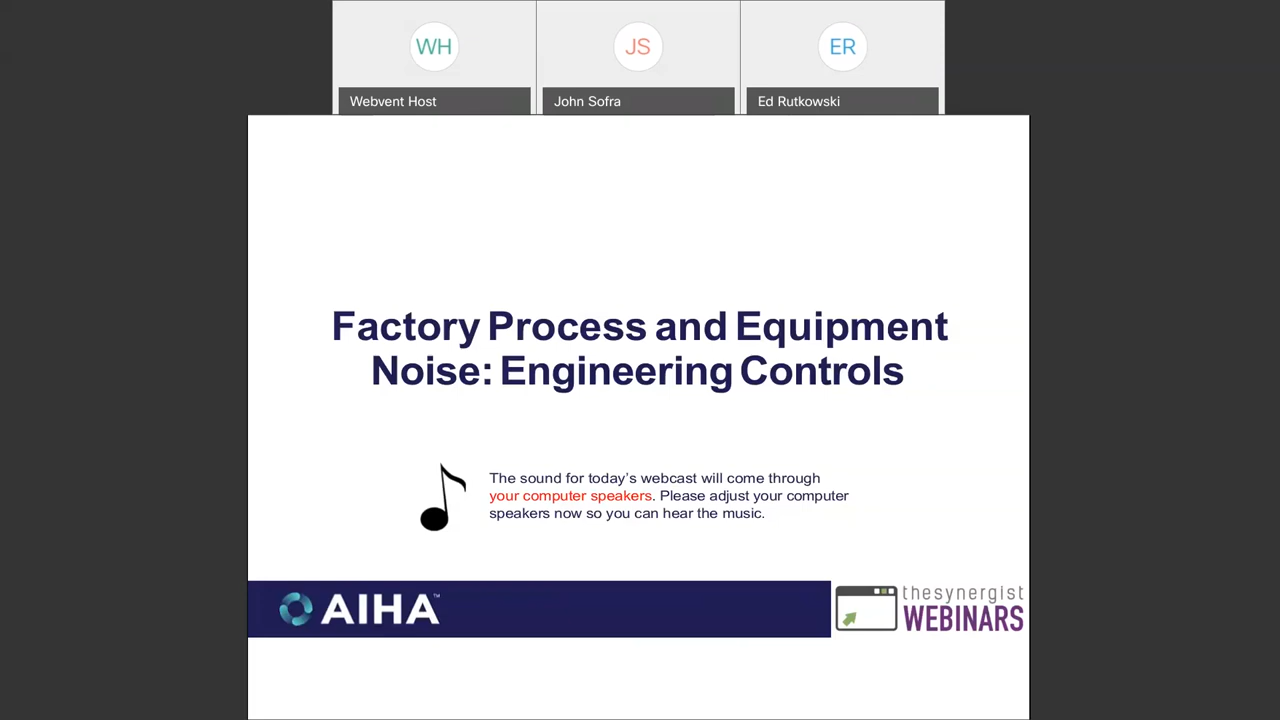 WH
JS
ER
Webvent Host
John Sofra
Ed Rutkowski
Factory Process and Equipment
Noise: Engineering Controls
The sound for today’s webcast will come through
your computer speakers. Please adjust your computer
speakers now so you can hear the music.
AIHA™
thesynergist
WEBINARS